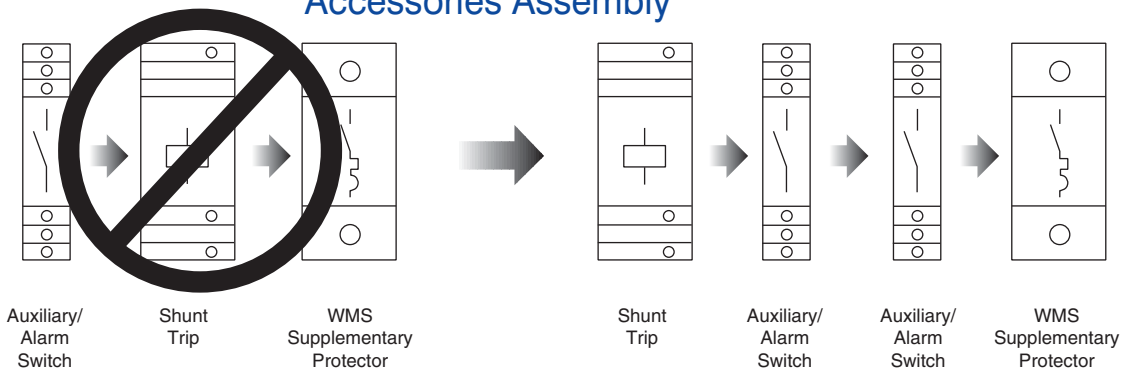 Accessories Assembly
Auxiliary/
Alarm
Switch
Shunt
Trip
WMS
Supplementary
Protector
Shunt
Trip
Auxiliary/
Alarm
Switch
Auxiliary/
Alarm
Switch
WMS
Supplementary
Protector